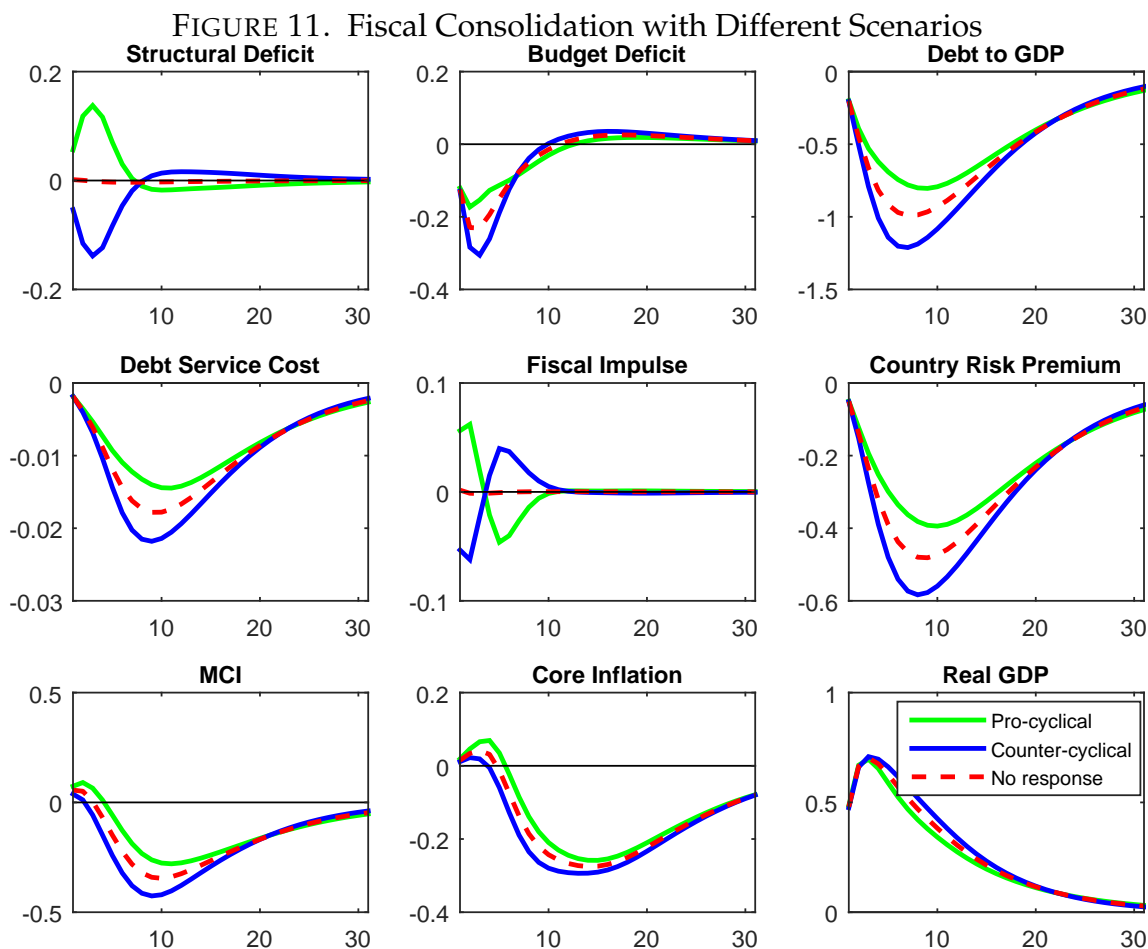 FIGURE 11. Fiscal Consolidation with Different Scenarios
Structural Deficit
0.2
0
-0.2
10 20 30
Budget Deficit
0.2
0
-0.2
-0.4
10 20 30
Debt to GDP
0
-0.5
-1
-1.5
10 20 30
Debt Service Cost
0
-0.01
-0.02
-0.03
10 20 30
Fiscal Impulse
0.1
0
-0.1
10 20 30
Country Risk Premium
0
-0.2
-0.4
-0.6
10 20 30
MCI
0.5
0
-0.5
10 20 30
Core Inflation
0.2
0
-0.2
-0.4
10 20 30
Real GDP
1
0.5
0
10 20 30
Pro-cyclical
Counter-cyclical
No response